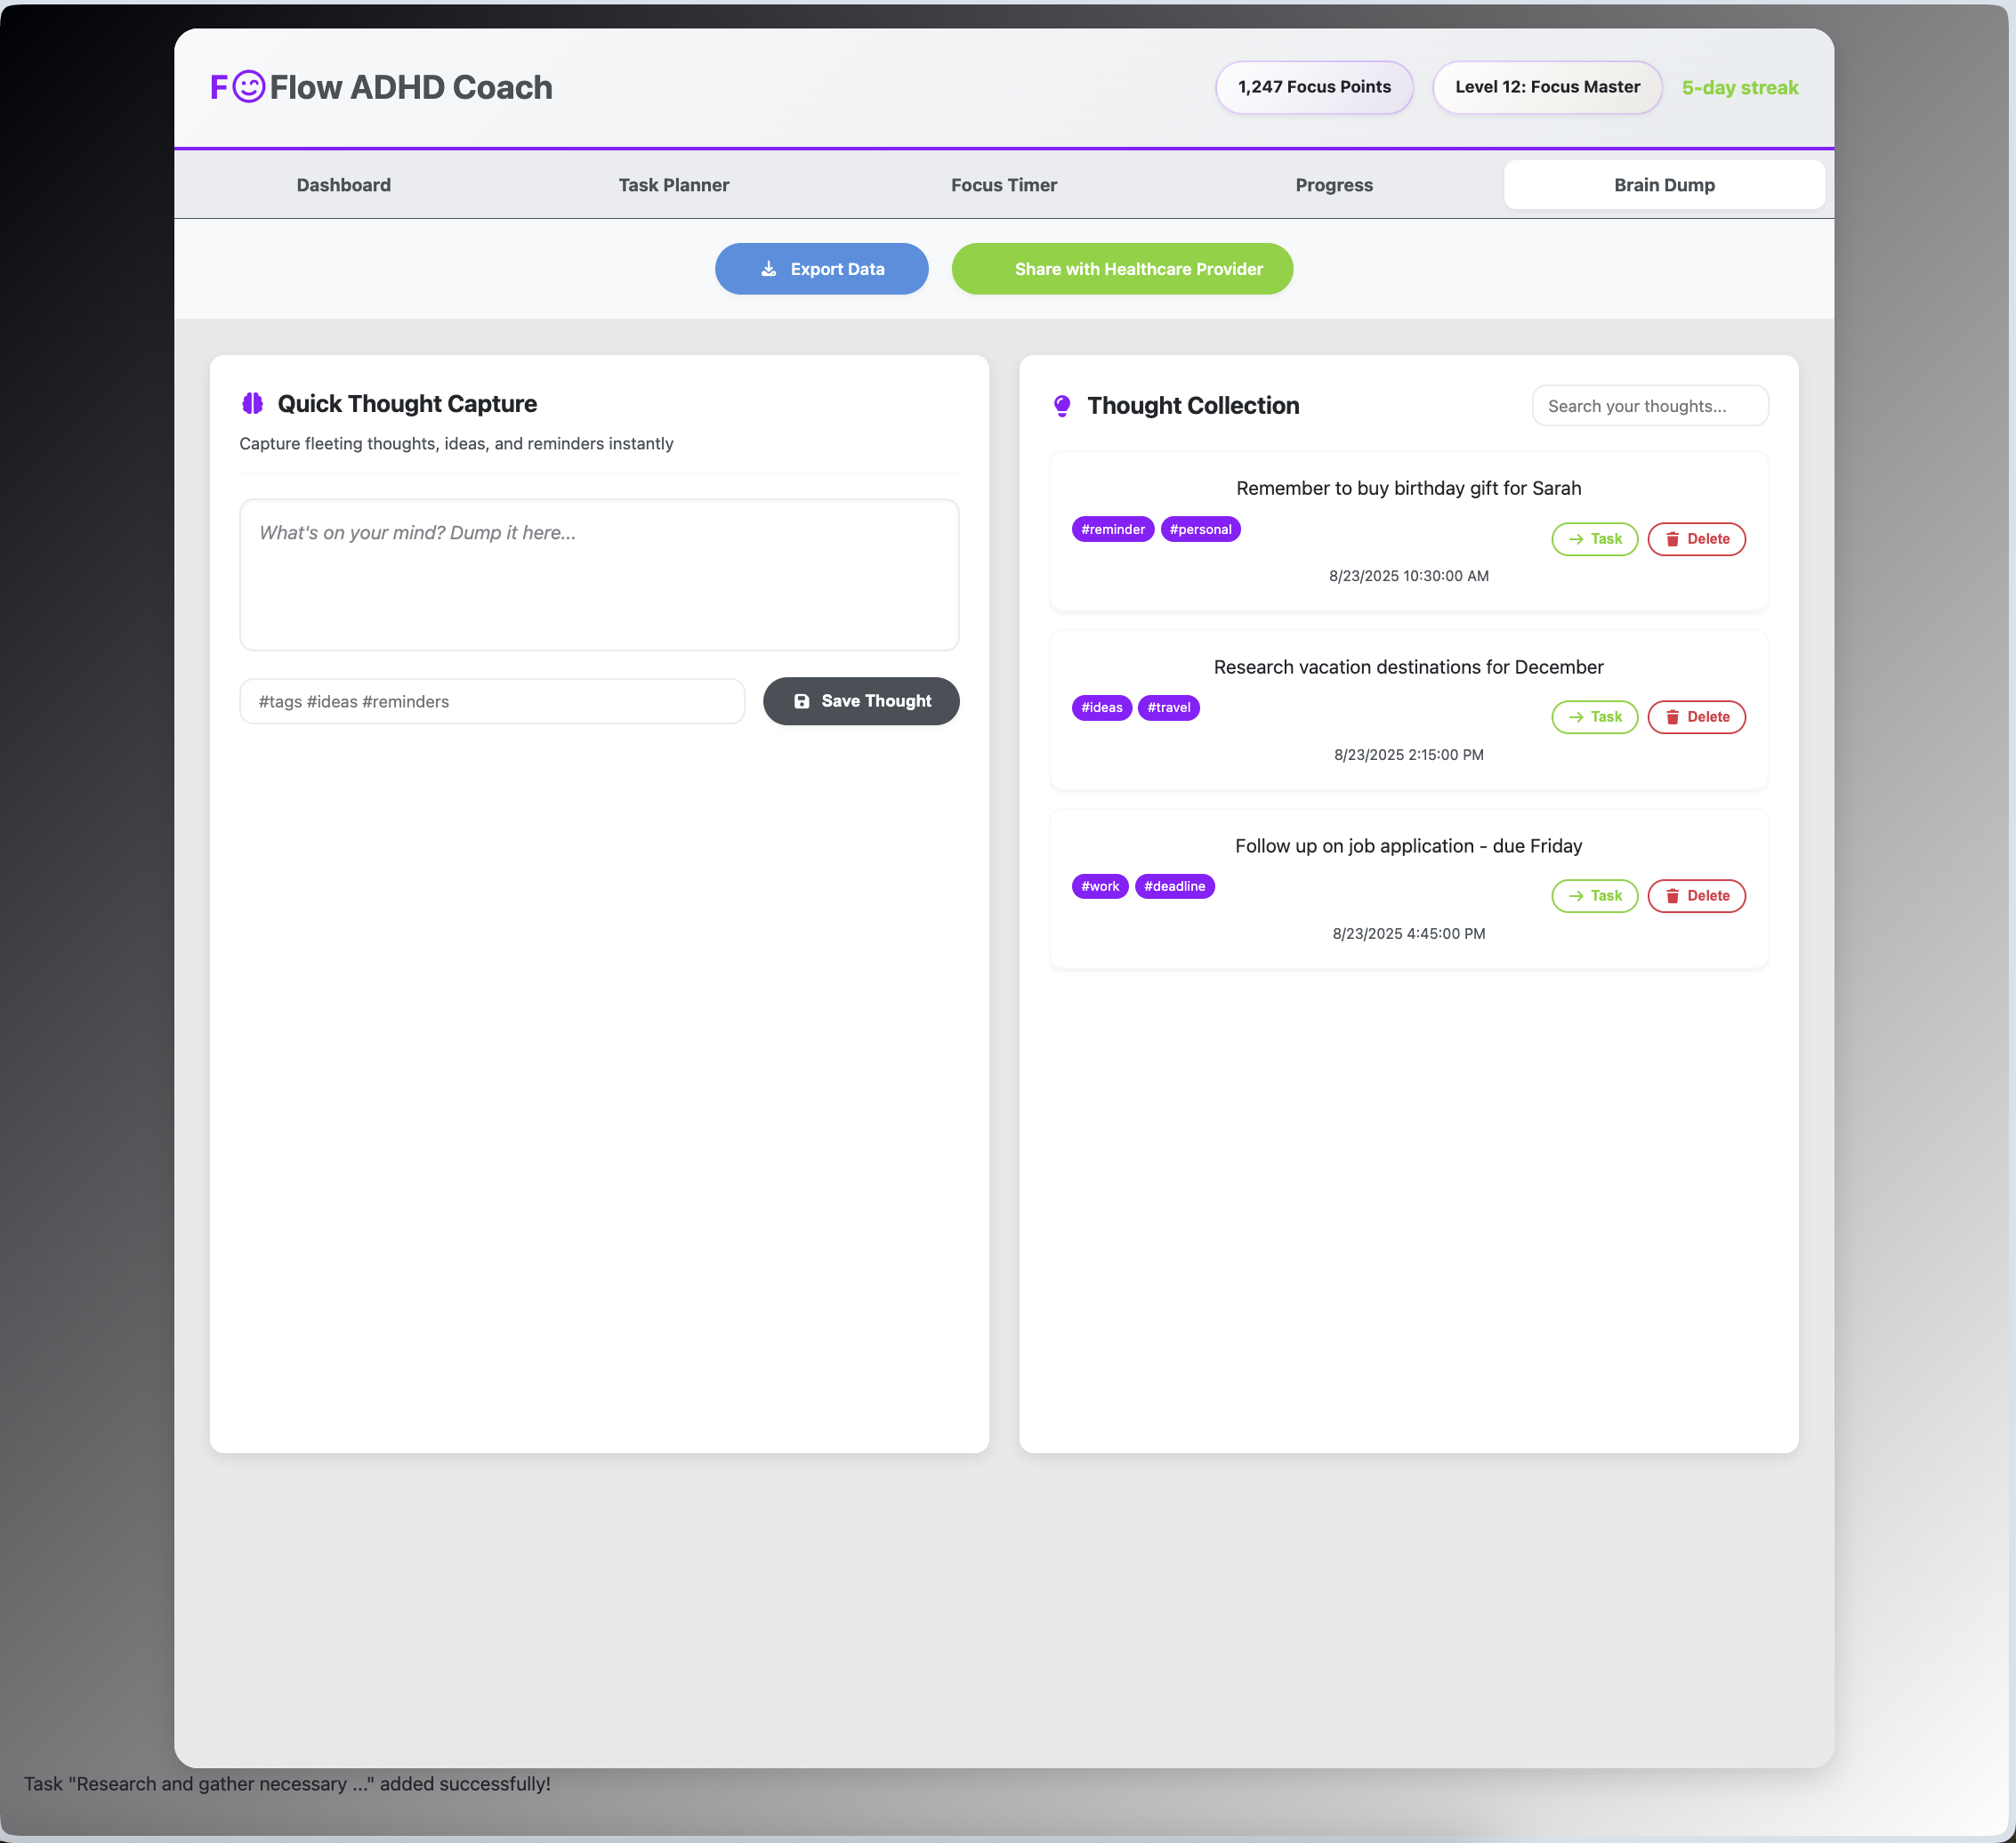 F Flow ADHD Coach
1,247 Focus Points
Level 12: Focus Master
5-day streak
Dashboard
Task Planner
Focus Timer
Progress
Brain Dump
Export Data
Share with Healthcare Provider
Quick Thought Capture
Capture fleeting thoughts, ideas, and reminders instantly
What's on your mind? Dump it here...
#tags #ideas #reminders
Save Thought
Thought Collection
Search your thoughts...
Remember to buy birthday gift for Sarah
#reminder #personal
Task
Delete
8/23/2025 10:30:00 AM
Research vacation destinations for December
#ideas #travel
Task
Delete
8/23/2025 2:15:00 PM
Follow up on job application - due Friday
#work #deadline
Task
Delete
8/23/2025 4:45:00 PM
Task "Research and gather necessary ..." added successfully!